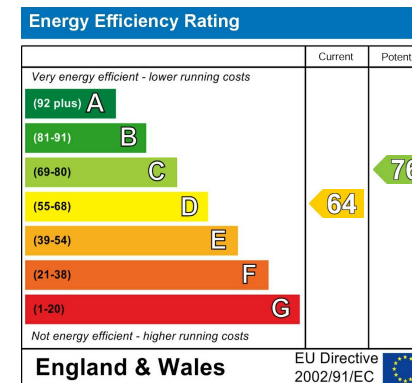 Energy Efficiency Rating
Current Potent
Very energy efficient - lower running costs
(92 plus) A
(81-91) B
(69-80) C
76
(55-68) D
64
(39-54) E
(21-38) F
(1-20) G
Not energy efficient - higher running costs
England & Wales
EU Directive
2002/91/EC